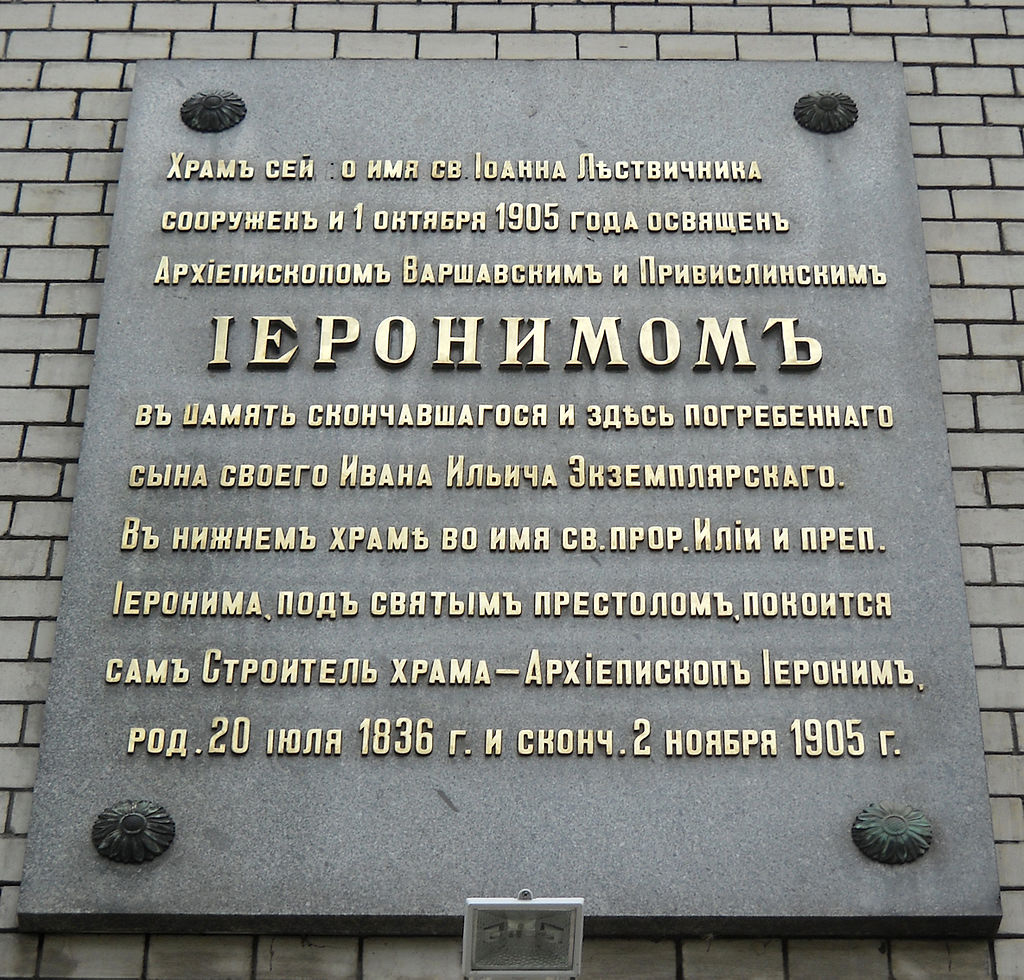 Храмъ сей :о имя св. Іоанна Лѣствичника
сооруженъ и 1 октября 1905 года освященъ
Архіепископомъ Варшавскимъ и Привислинскимъ
ІЕРОНИМОМЪ
въ память скончавшагося и здѣсь погребеннаго
сына своего Ивана Ильича Экземплярскаго.
Въ нижнемъ храмѣ во имя св. прор. Иліи и преп.
Іеронима, подъ святымъ престоломъ, покоится
самъ Строитель храма — Архіепископъ Іеронимъ,
род. 20 іюля 1836 г. и сконч. 2 ноября 1905 г.